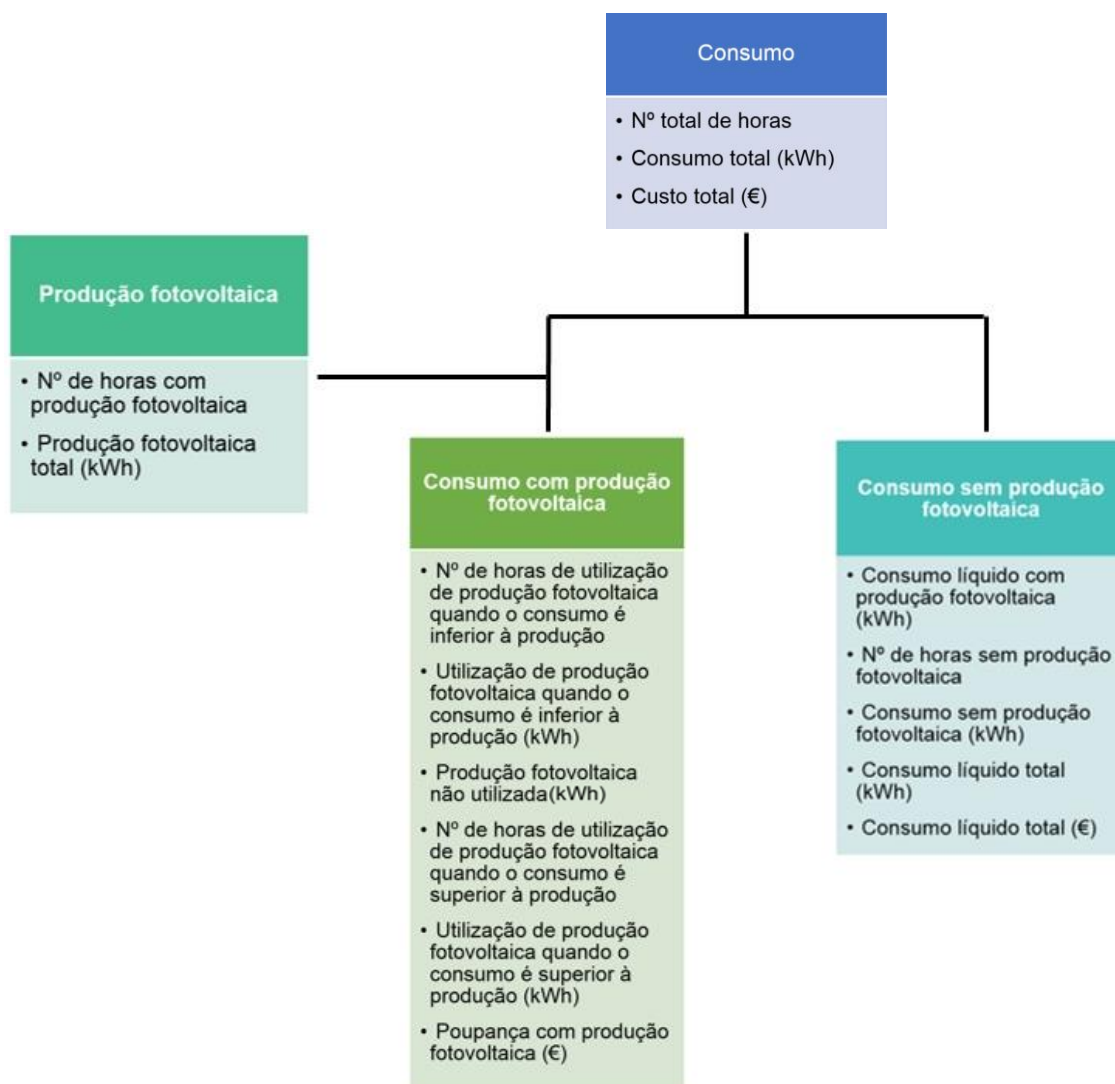 Consumo
• Nº total de horas
• Consumo total (kWh)
• Custo total (€)
Produção fotovoltaica
• Nº de horas com
produção fotovoltaica
• Produção fotovoltaica
total (kWh)
Consumo com produção
fotovoltaica
• Nº de horas de utilização
de produção fotovoltaica
quando o consumo é
inferior à produção
• Utilização de produção
fotovoltaica quando o
consumo é inferior à
produção (kWh)
• Produção fotovoltaica
não utilizada(kWh)
• Nº de horas de utilização
de produção fotovoltaica
quando o consumo é
superior à produção
• Utilização de produção
fotovoltaica quando o
consumo é superior à
produção (kWh)
• Poupança com produção
fotovoltaica (€)
Consumo sem produção
fotovoltaica
• Consumo líquido com
produção fotovoltaica
(kWh)
• Nº de horas sem produção
fotovoltaica
• Consumo sem produção
fotovoltaica (kWh)
• Consumo líquido total
(kWh)
• Consumo líquido total (€)